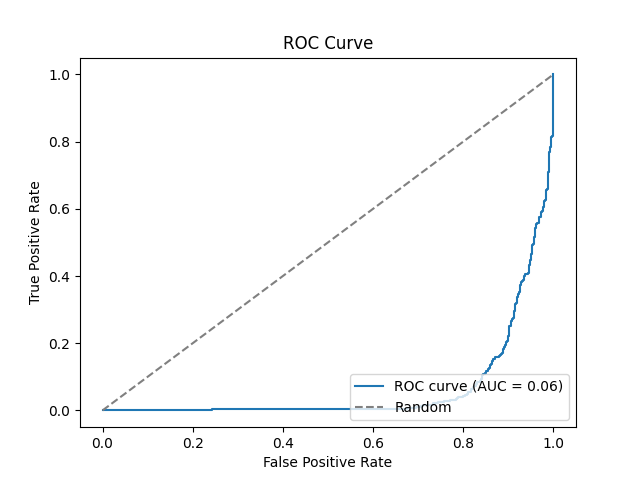 ROC Curve
True Positive Rate
1.0
0.8
0.6
0.4
0.2
0.0
ROC curve (AUC = 0.06)
Random
0.0 0.2 0.4 0.6 0.8 1.0
False Positive Rate